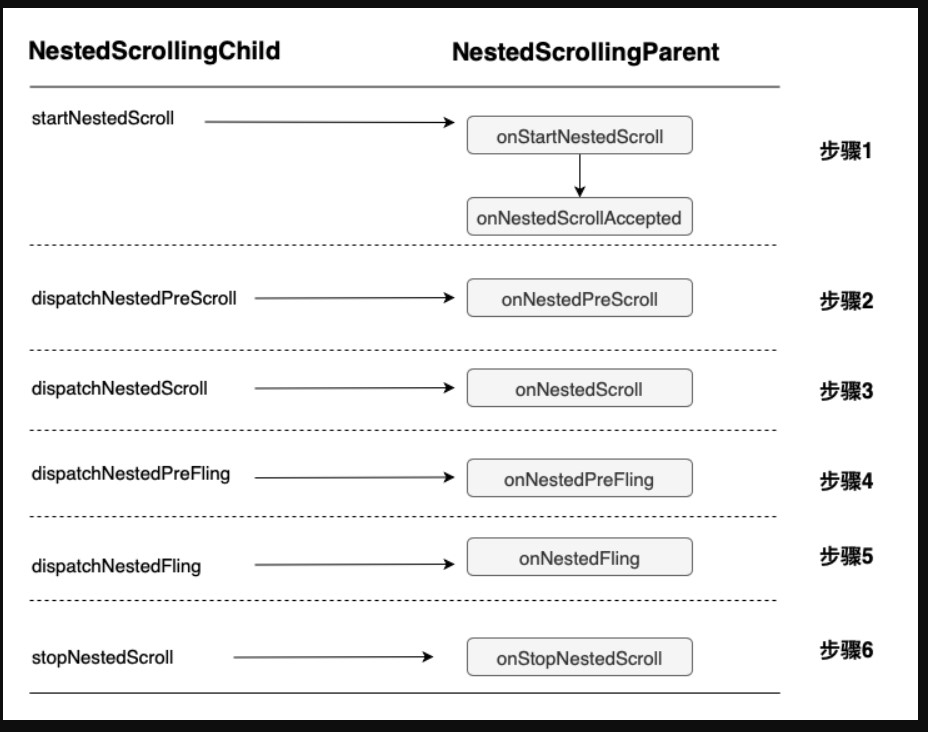 NestedScrollingChild NestedScrollingParent
startNestedScroll onStartNestedScroll 步骤1
onNestedScrollAccepted
dispatchNestedPreScroll onNestedPreScroll 步骤2
dispatchNestedScroll onNestedScroll 步骤3
dispatchNestedPreFling onNestedPreFling 步骤4
dispatchNestedFling onNestedFling 步骤5
stopNestedScroll onStopNestedScroll 步骤6